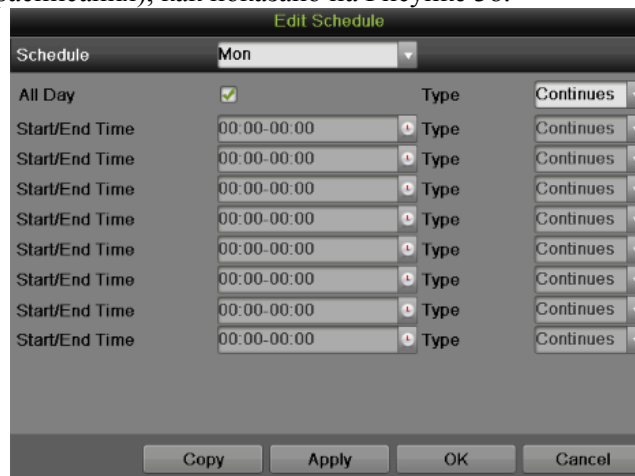 как показано на Рисунке
Edit Schedule
Schedule Mon
All Day Type Continues
Start/End Time 00:00-00:00 Type Continues
Start/End Time 00:00-00:00 Type Continues
Start/End Time 00:00-00:00 Type Continues
Start/End Time 00:00-00:00 Type Continues
Start/End Time 00:00-00:00 Type Continues
Start/End Time 00:00-00:00 Type Continues
Start/End Time 00:00-00:00 Type Continues
Start/End Time 00:00-00:00 Type Continues
Copy Apply OK Cancel